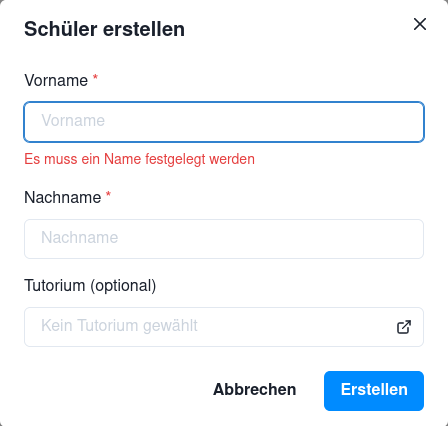 Schüler erstellen
Vorname *
Vorname
Es muss ein Name festgelegt werden
Nachname *
Nachname
Tutorium (optional)
Kein Tutorium gewählt
Abbrechen Erstellen